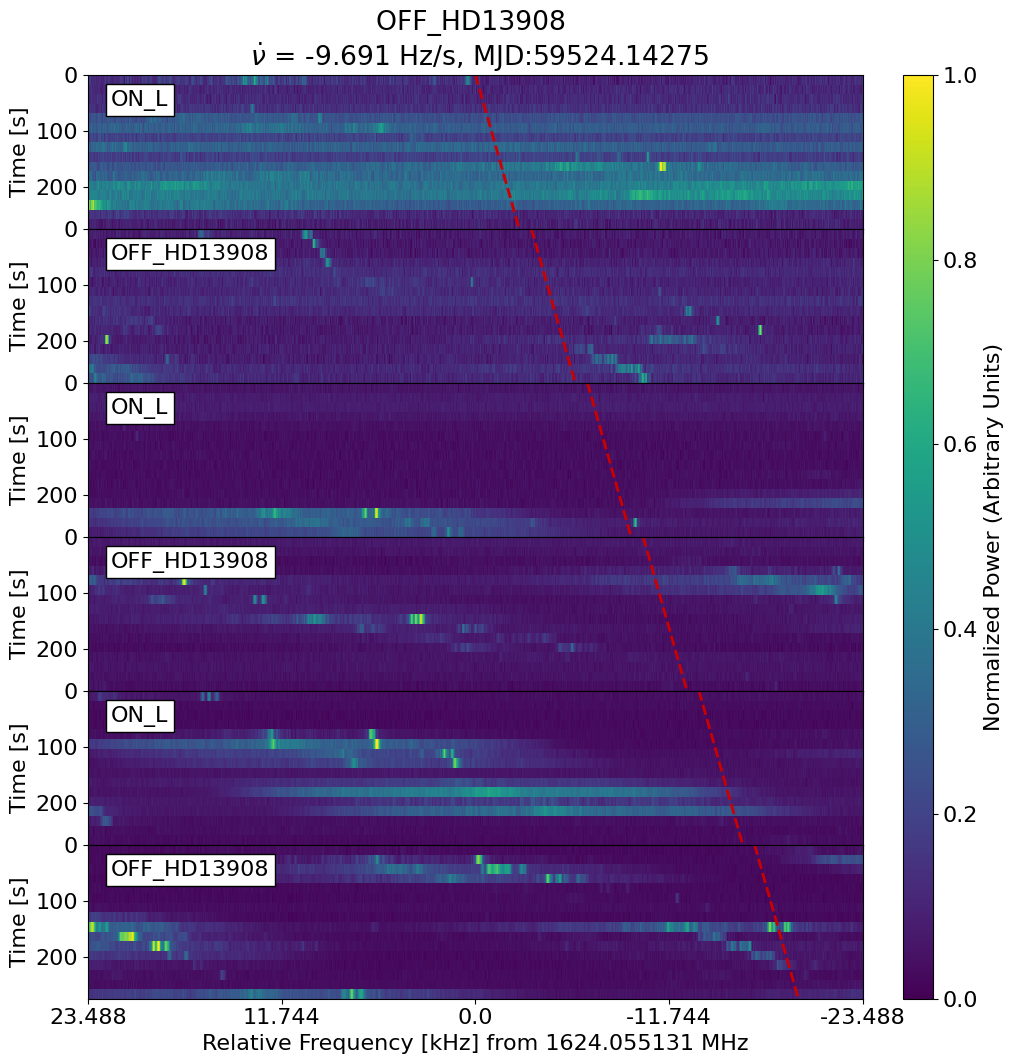 OFF_HD13908
ν̇ = -9.691 Hz/s, MJD:59524.14275
0
ON_L
100
200
Time [s]
0
OFF_HD13908
100
200
Time [s]
0
ON_L
100
200
Time [s]
0
OFF_HD13908
100
200
Time [s]
0
ON_L
100
200
Time [s]
0
OFF_HD13908
100
200
Time [s]
23.488 11.744 0.0 -11.744 -23.488
Relative Frequency [kHz] from 1624.055131 MHz
1.0
0.8
0.6
0.4
0.2
0.0
Normalized Power (Arbitrary Units)